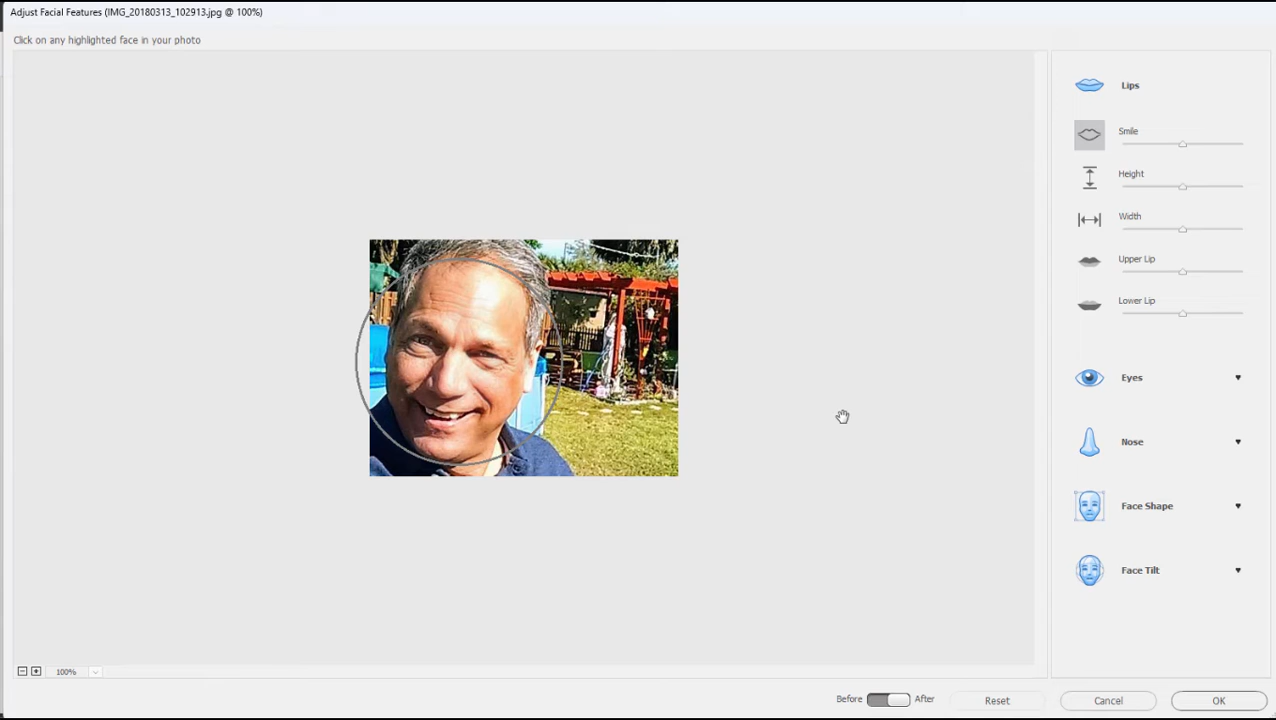 Adjust Facial Features (IMG_20180313_102913.jpg @ 100%)
Click on any highlighted face in your photo
Lips
Smile
Height
Width
Upper Lip
Lower Lip
Eyes
Nose
Face Shape
Face Tilt
100%
Before After Reset Cancel OK